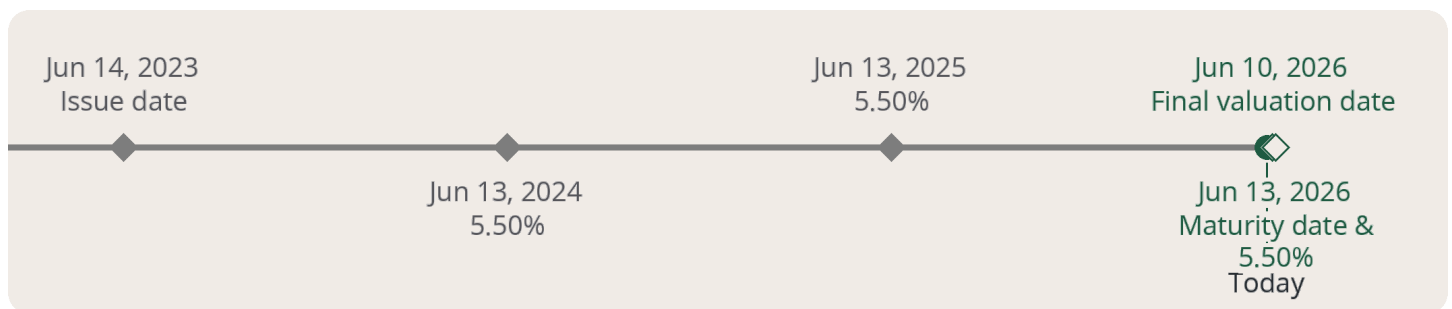 Jun 14, 2023
Issue date
Jun 13, 2024
5.50%
Jun 13, 2025
5.50%
Jun 10, 2026
Final valuation date
Jun 13, 2026
Maturity date &
5.50%
Today